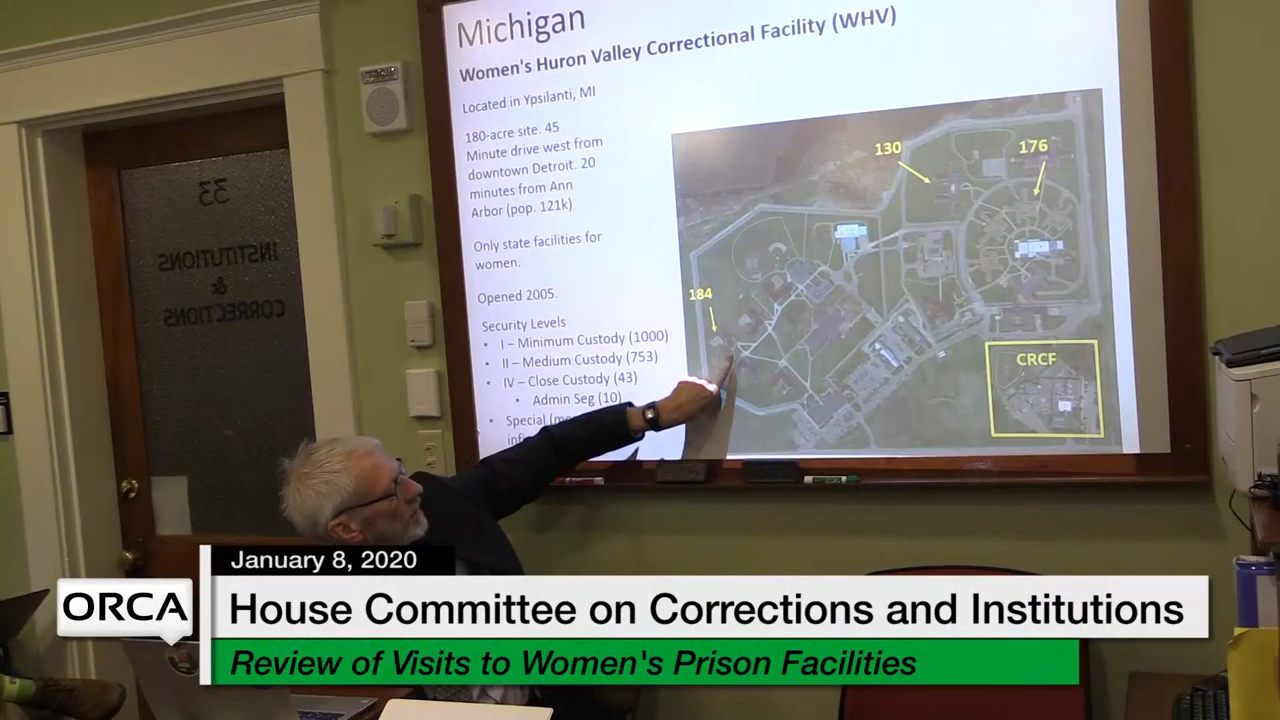 Michigan
Women's Huron Valley Correctional Facility (WHV)
Located in Ypsilanti, MI
180-acre site. 45
Minute drive west from
downtown Detroit. 20
minutes from Ann
Arbor (pop. 121k)
Only state facilities for
women.
Opened 2005.
Security Levels
• I – Minimum Custody (1000)
• II – Medium Custody (753)
• IV – Close Custody (43)
• Admin Seg (10)
• Special
130
176
184
CRCF
33
INSTITUTIONS
&
CORRECTIONS
January 8, 2020
ORCA
House Committee on Corrections and Institutions
Review of Visits to Women's Prison Facilities